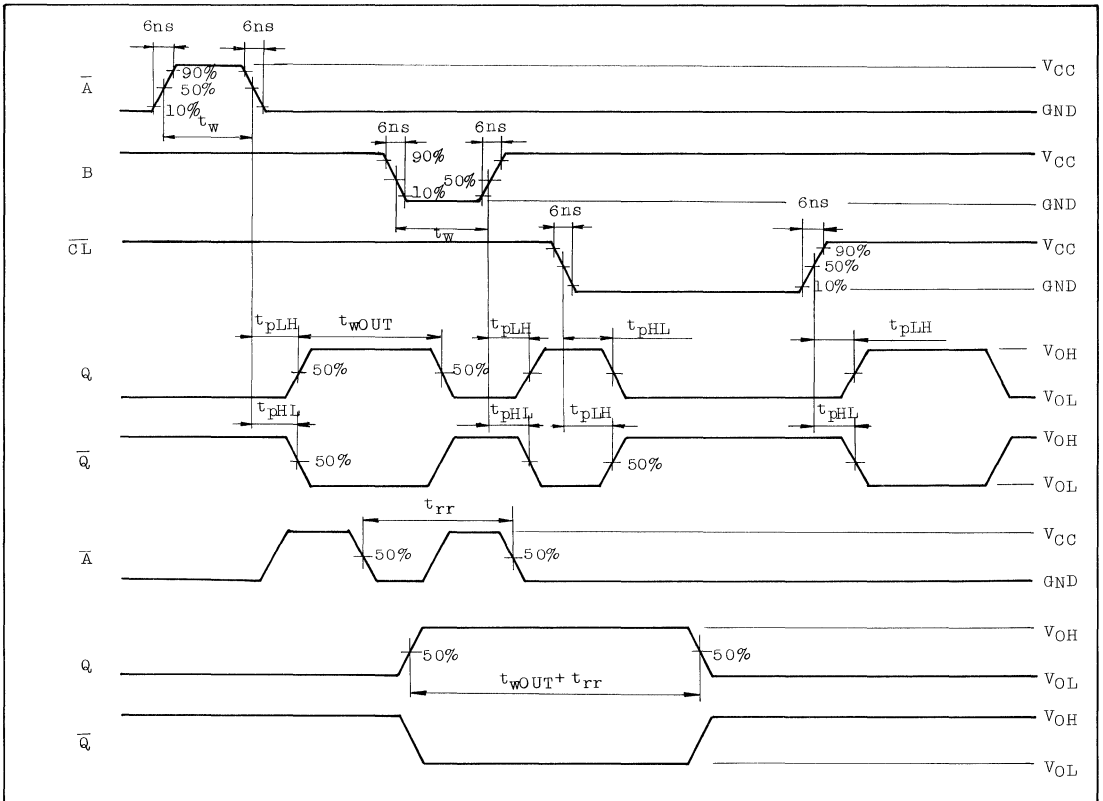 6ns 6ns
A̅ 90% 50% 10% tw VCC GND
6ns 6ns
B 90% 10% 50% tw VCC GND
6ns 6ns
C̅L̅ 90% 50% 10% VCC GND
tpLH twOUT tpLH tpHL tpLH
Q 50% 50% VOH VOL
tpHL tpHL tpLH tpHL
Q̅ 50% 50% VOH VOL
trr
A̅ 50% 50% VCC GND
Q 50% 50% VOH VOL
twOUT+ trr
Q̅ VOH VOL